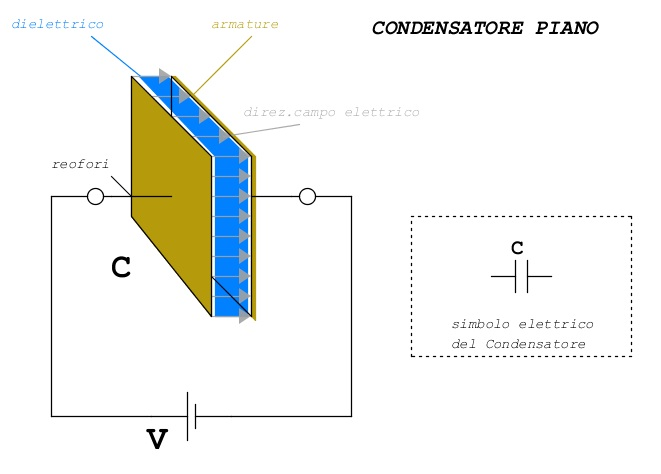 dielettrico
armature
CONDENSATORE PIANO
direz.campo elettrico
reofori
C
C
simbolo elettrico
del Condensatore
V